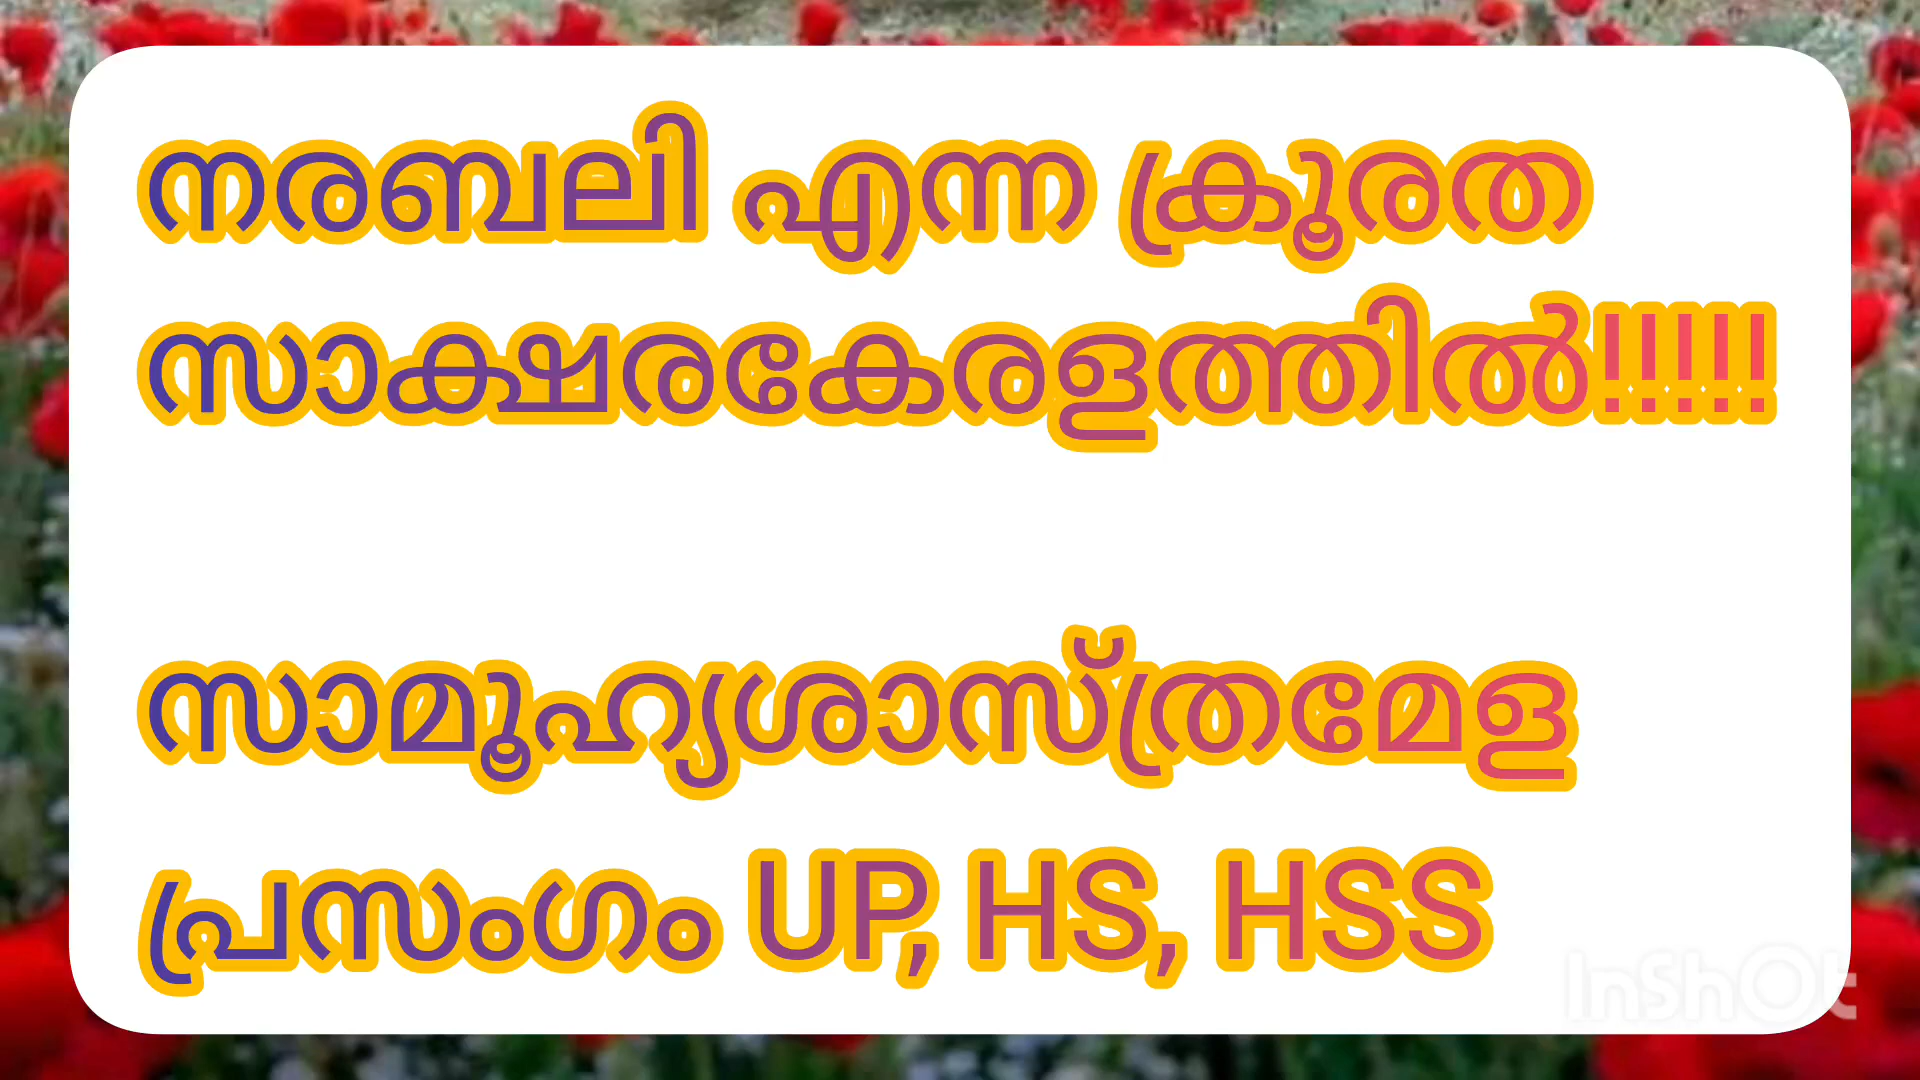 നരബലി എന്ന ക്രൂരത
സാക്ഷരകേരളത്തിൽ!!!!!
സാമൂഹ്യശാസ്ത്രമേള
പ്രസംഗം UP, HS, HSS
InShOt